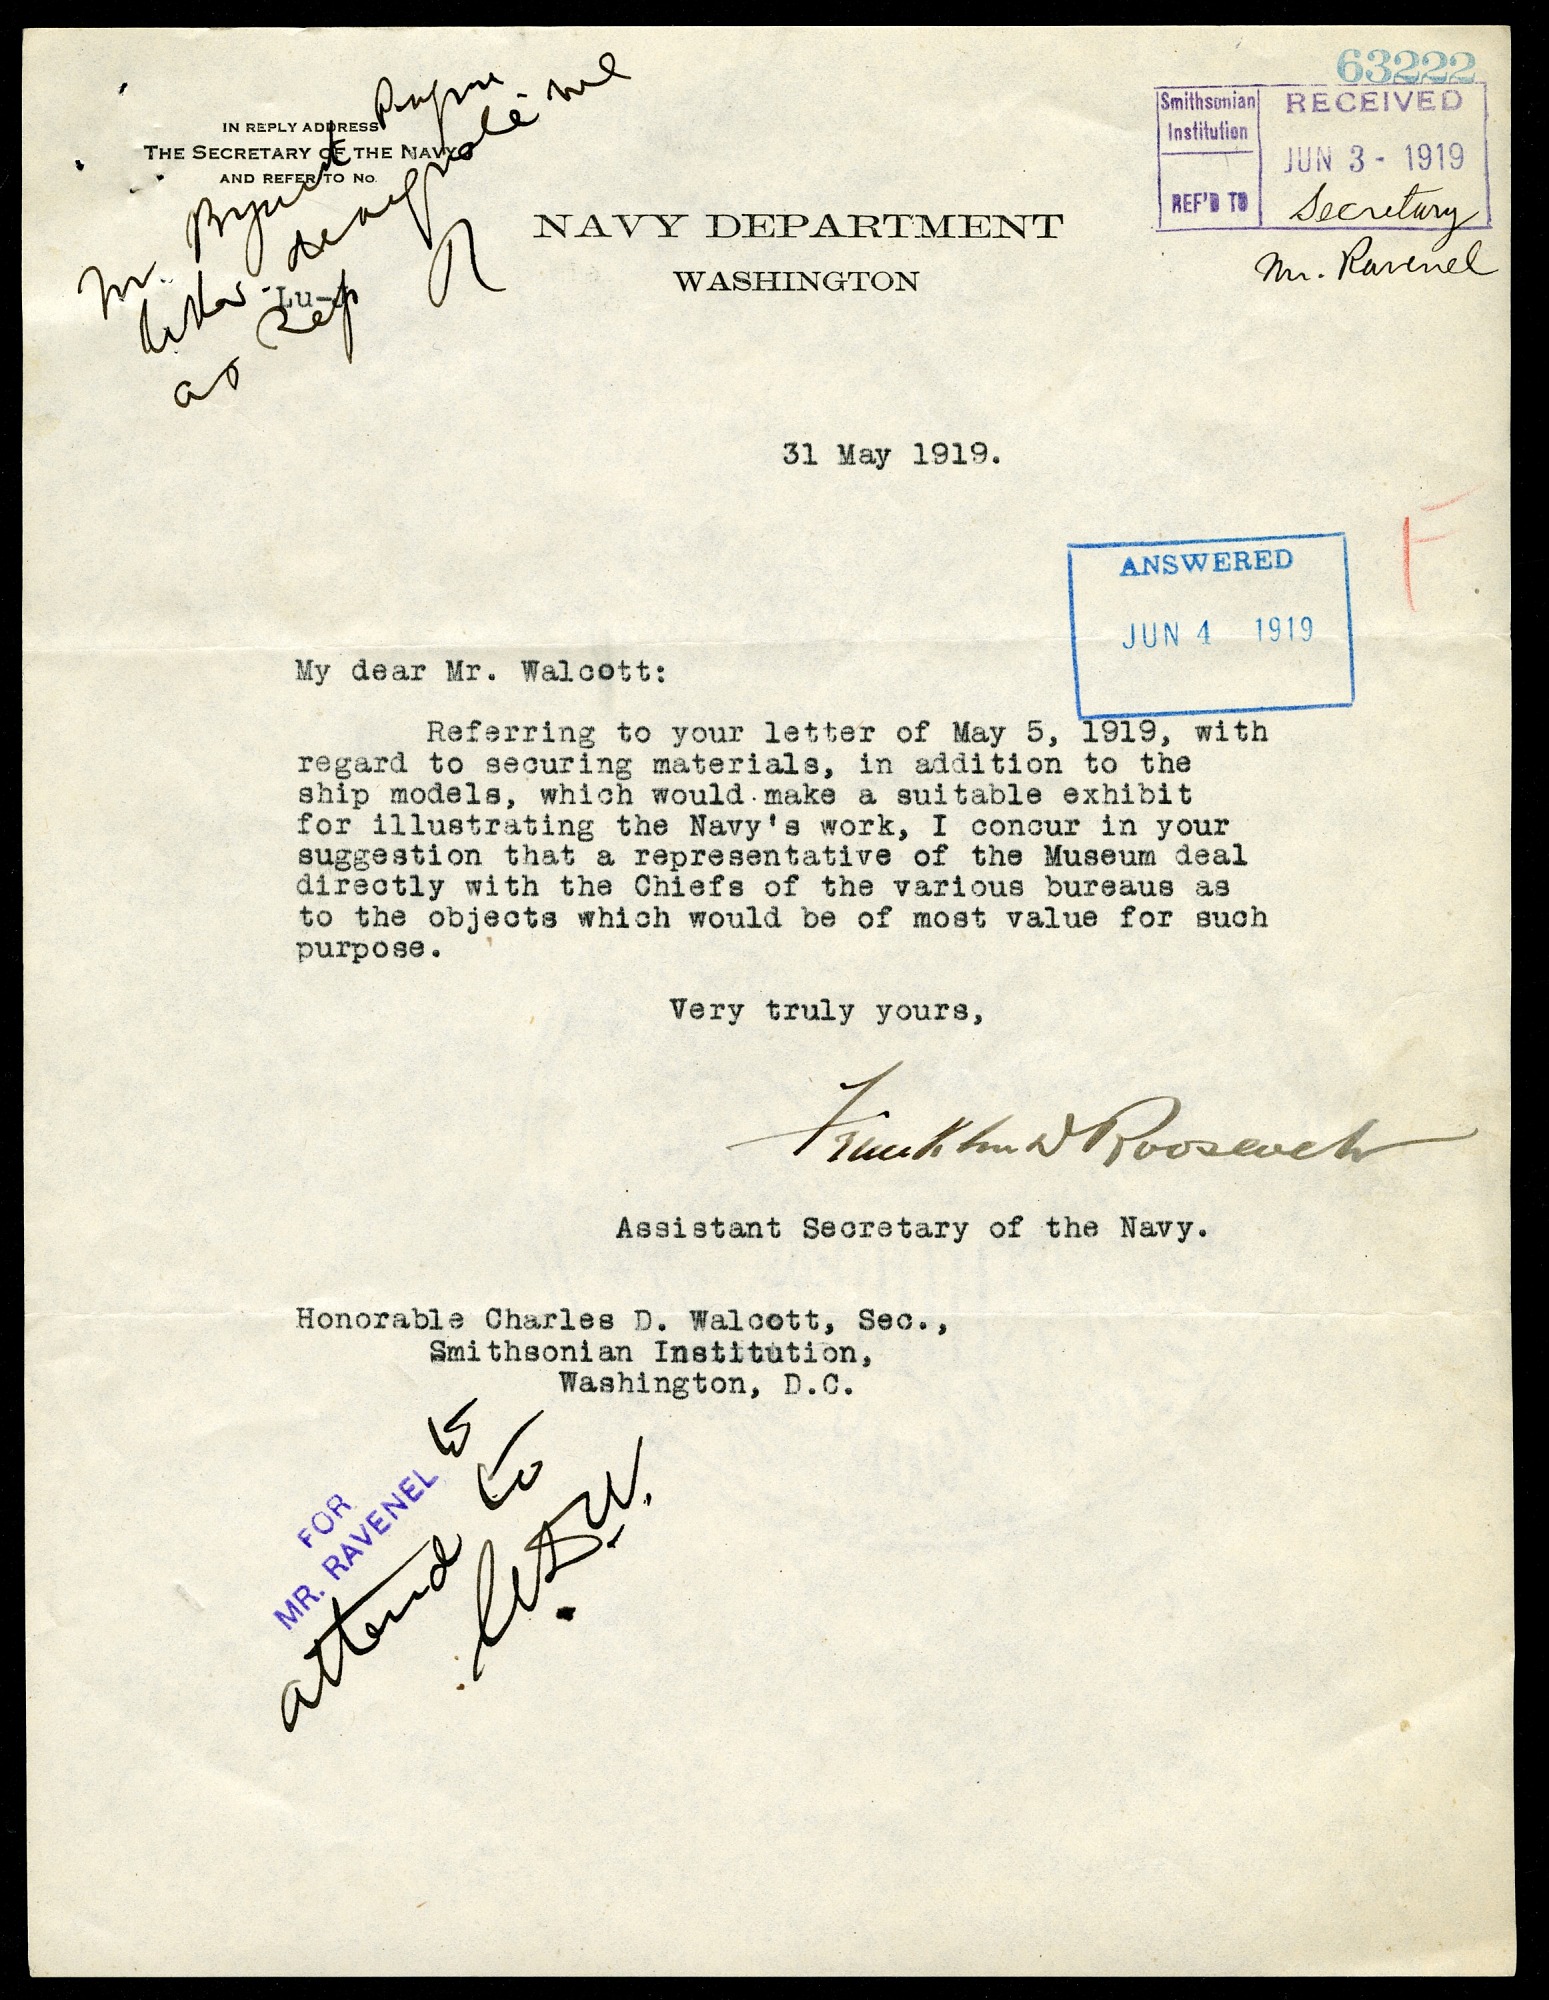 63222
Smithsonian Institution
REF'D TO
RECEIVED
JUN 3 - 1919
Secretary
Mr. Ravenel
IN REPLY ADDRESS
THE SECRETARY OF THE NAVY
AND REFER TO No.
Mr. Bryant
letter
as Rep
R
Lu-
NAVY DEPARTMENT
WASHINGTON
31 May 1919.
F
ANSWERED
JUN 4 1919
My dear Mr. Walcott:
Referring to your letter of May 5, 1919, with
regard to securing materials, in addition to the
ship models, which would make a suitable exhibit
for illustrating the Navy's work, I concur in your
suggestion that a representative of the Museum deal
directly with the Chiefs of the various bureaus as
to the objects which would be of most value for such
purpose.
Very truly yours,
Franklin D Roosevelt
Assistant Secretary of the Navy.
Honorable Charles D. Walcott, Sec.,
Smithsonian Institution,
Washington, D.C.
FOR
MR. RAVENEL to
attend to
C.D.W.